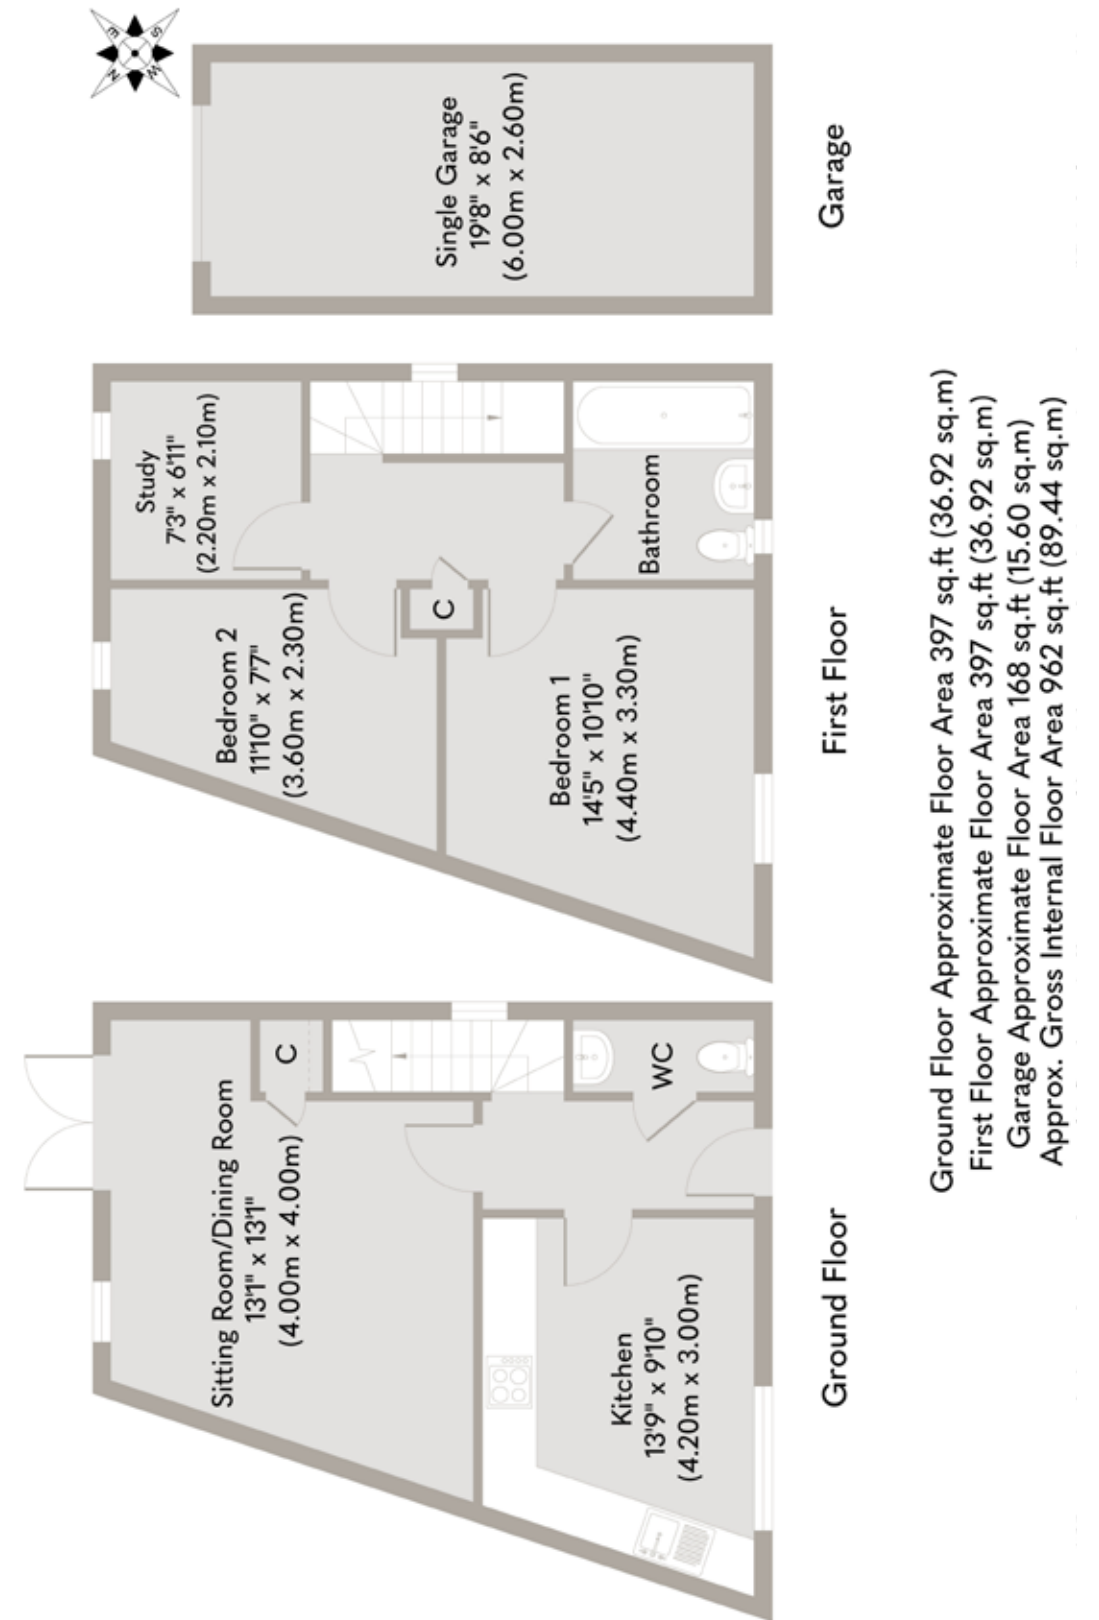 Sitting Room/Dining Room
13'1" x 13'1"
(4.00m x 4.00m)
C
Kitchen
13'9" x 9'10"
(4.20m x 3.00m)
WC
Ground Floor
Bedroom 2
11'10" x 7'7"
(3.60m x 2.30m)
Study
7'3" x 6'11"
(2.20m x 2.10m)
C
Bedroom 1
14'5" x 10'10"
(4.40m x 3.30m)
Bathroom
First Floor
Single Garage
19'8" x 8'6"
(6.00m x 2.60m)
Garage
N
E
S
W
Ground Floor Approximate Floor Area 397 sq.ft (36.92 sq.m)
First Floor Approximate Floor Area 397 sq.ft (36.92 sq.m)
Garage Approximate Floor Area 168 sq.ft (15.60 sq.m)
Approx. Gross Internal Floor Area 962 sq.ft (89.44 sq.m)